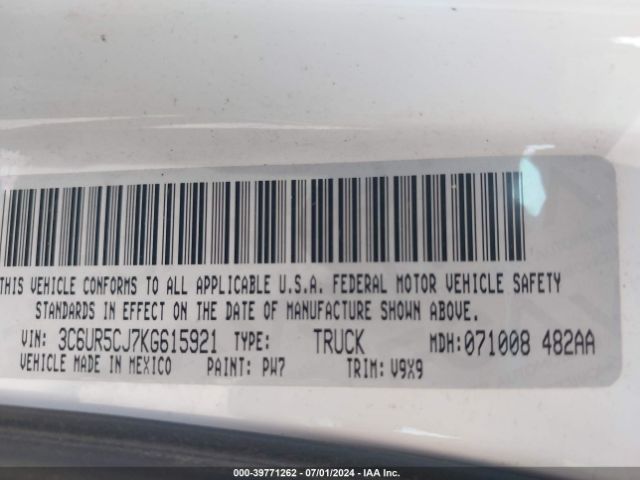 THIS VEHICLE CONFORMS TO ALL APPLICABLE U.S.A. FEDERAL MOTOR VEHICLE SAFETY
STANDARDS IN EFFECT ON THE DATE OF MANUFACTURE SHOWN ABOVE.
VIN: 3C6UR5CJ7KG615921 TYPE: TRUCK MDH:071008 482AA
VEHICLE MADE IN MEXICO PAINT: PW7 TRIM: V9X9
000-39771262 - 07/01/2024 - IAA Inc.